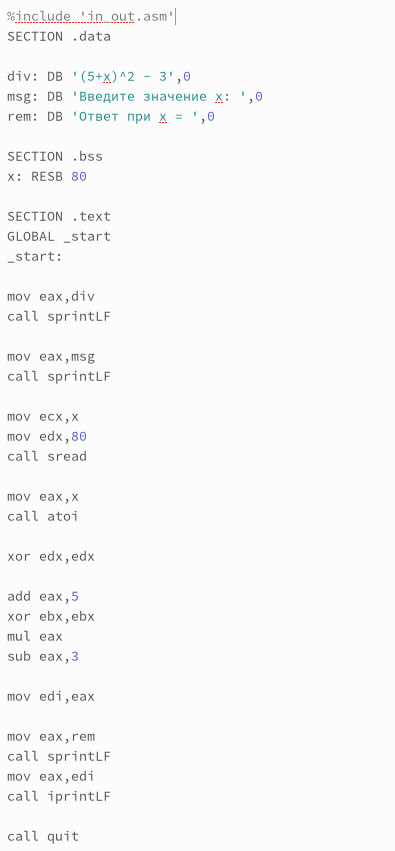 %include 'in_out.asm'
SECTION .data
div: DB '(5+x)^2 - 3',0
msg: DB 'Введите значение x: ',0
rem: DB 'Ответ при x = ',0
SECTION .bss
x: RESB 80
SECTION .text
GLOBAL _start
_start:
mov eax,div
call sprintLF
mov eax,msg
call sprintLF
mov ecx,x
mov edx,80
call sread
mov eax,x
call atoi
xor edx,edx
add eax,5
xor ebx,ebx
mul eax
sub eax,3
mov edi,eax
mov eax,rem
call sprintLF
mov eax,edi
call iprintLF
call quit